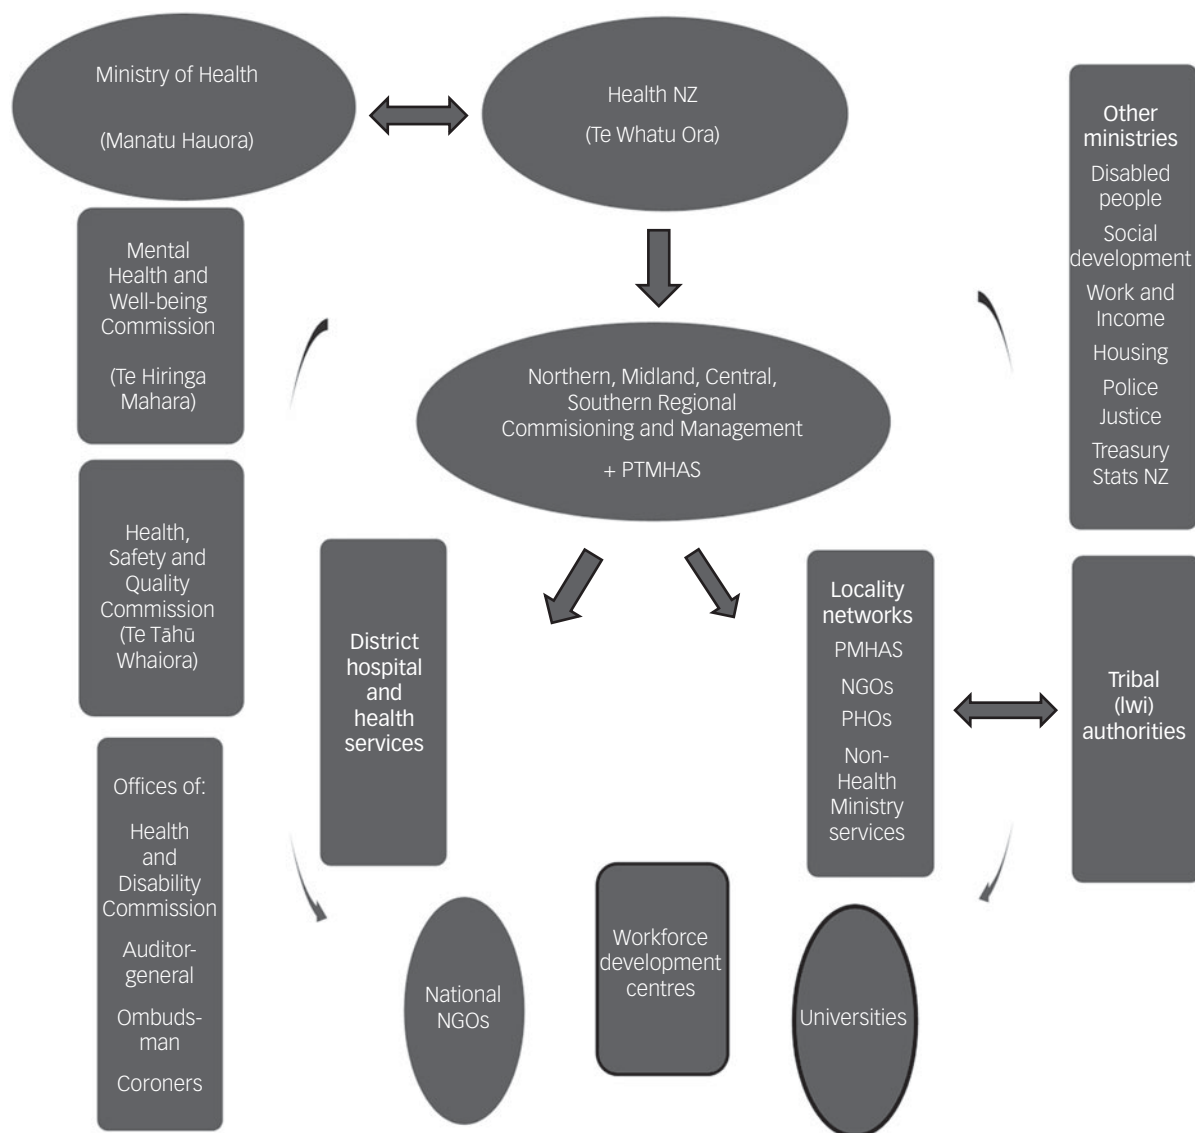 Ministry of Health
(Manatu Hauora)
Health NZ
(Te Whatu Ora)
Other
ministries
Disabled
people
Social
development
Work and
Income
Housing
Police
Justice
Treasury
Stats NZ
Mental
Health and
Well-being
Commission
(Te Hiringa
Mahara)
Northern, Midland, Central,
Southern Regional
Commisioning and Management
+ PTMHAS
Health,
Safety and
Quality
Commission
(Te Tāhū
Whaiora)
District
hospital
and
health
services
Locality
networks
PMHAS
NGOs
PHOs
Non-
Health
Ministry
services
Tribal
(lwi)
authorities
Offices of:
Health
and
Disability
Commission
Auditor-
general
Ombuds-
man
Coroners
National
NGOs
Workforce
development
centres
Universities